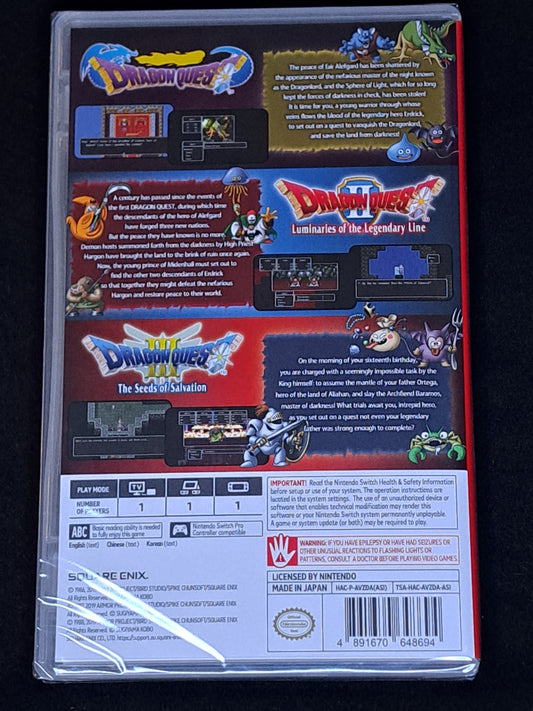 DRAGON QUEST
The peace of fair Alefgard has been shattered by
the appearance of the nefarious master of the night known
as the Dragonlord, and the Sphere of Light, which for so long
kept the forces of darkness in check, has been stolen!
It is time for you, a young warrior through whose
veins flows the blood of the legendary hero Erdrick,
to set out on a quest to vanquish the Dragonlord,
and save the land from darkness!
A century has passed since the events of
the first DRAGON QUEST, during which time
the descendants of the hero of Alefgard
have forged three new nations.
But the peace they have known is no more.
Demon hosts summoned forth from the darkness by High Priest
Hargon have brought the land to the brink of ruin once again.
Now, the young prince of Midenhall must set out to
find the other two descendants of Erdrick
so that together they might defeat the nefarious
Hargon and restore peace to their world.
DRAGON QUEST
II
Luminaries of the Legendary Line
DRAGON QUEST
III
The Seeds of Salvation
On the morning of your sixteenth birthday,
you are charged with a seemingly impossible task by the
King himself: to assume the mantle of your father Ortega,
hero of the land of Aliahan, and slay the Archfiend Baramos,
master of darkness! What trials await you, intrepid hero,
as you set out on a quest not even your legendary
father was strong enough to complete?
PLAY MODE
TV
NUMBER
OF PLAYERS
1
1
1
ABC
Basic reading ability is needed
to fully enjoy this game
Nintendo Switch Pro
Controller compatible
English (text) Chinese (text) Korean (text)
IMPORTANT! Read the Nintendo Switch Health & Safety Information
before setup or use of your system. The operation instructions are
located in the system settings. The use of an unauthorized device or
software that enables technical modification may render this
software or your Nintendo Switch system permanently unplayable.
A game or system update (or both) may be required to play.
WARNING: IF YOU HAVE EPILEPSY OR HAVE HAD SEIZURES OR
OTHER UNUSUAL REACTIONS TO FLASHING LIGHTS OR
PATTERNS, CONSULT A DOCTOR BEFORE PLAYING VIDEO GAMES.
SQUARE ENIX
LICENSED BY NINTENDO
MADE IN JAPAN
HAC-P-AVZDA(ASI)
TSA-HAC-AVZDA-ASI
All Rights Reserved.
All Rights Reserved.
All Rights Reserved.
Official
Nintendo
Seal
4 891670 648694